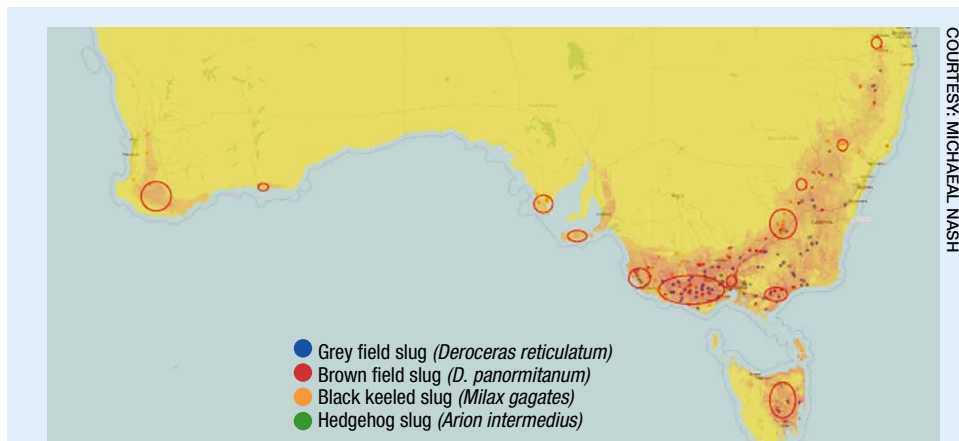 COURTESY: MICHAEAL NASH
Grey field slug (Deroceras reticulatum)
Brown field slug (D. panormitanum)
Black keeled slug (Milax gagates)
Hedgehog slug (Arion intermedius)